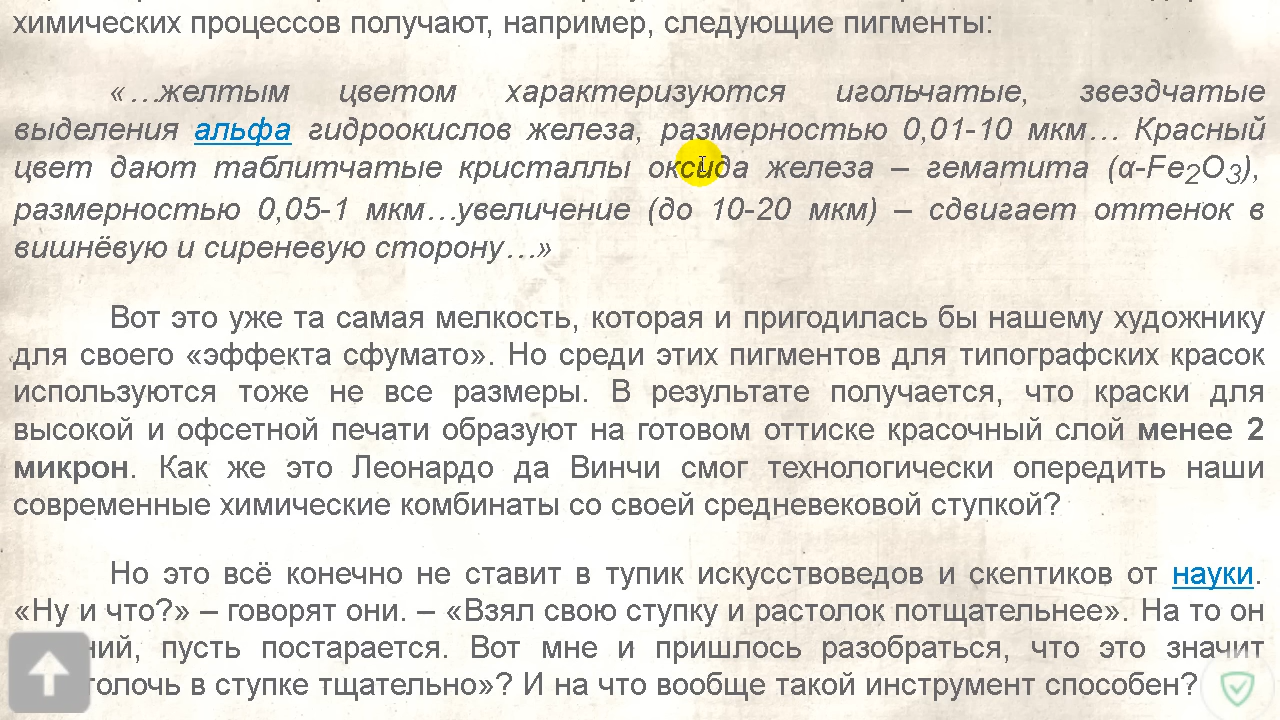 химических процессов получают, например, следующие пигменты:
«…желтым цветом характеризуются игольчатые, звездчатые
выделения альфа гидроокислов железа, размерностью 0,01-10 мкм… Красный
цвет дают таблитчатые кристаллы оксида железа – гематита (α-Fe2O3),
размерностью 0,05-1 мкм…увеличение (до 10-20 мкм) – сдвигает оттенок в
вишнёвую и сиреневую сторону…»
Вот это уже та самая мелкость, которая и пригодилась бы нашему художнику
для своего «эффекта сфумато». Но среди этих пигментов для типографских красок
используются тоже не все размеры. В результате получается, что краски для
высокой и офсетной печати образуют на готовом оттиске красочный слой менее 2
микрон. Как же это Леонардо да Винчи смог технологически опередить наши
современные химические комбинаты со своей средневековой ступкой?
Но это всё конечно не ставит в тупик искусствоведов и скептиков от науки.
«Ну и что?» – говорят они. – «Взял свою ступку и растолок потщательнее». На то он
пусть постарается. Вот мне и пришлось разобраться, что это значит
в ступке тщательно»? И на что вообще такой инструмент способен?